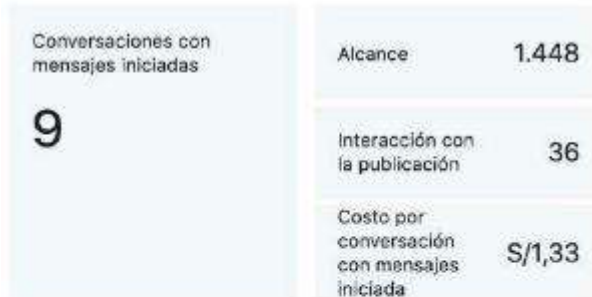 Conversaciones con
mensajes iniciadas
9
Alcance 1.448
Interacción con
la publicación 36
Costo por
conversación
con mensajes
iniciada S/1,33